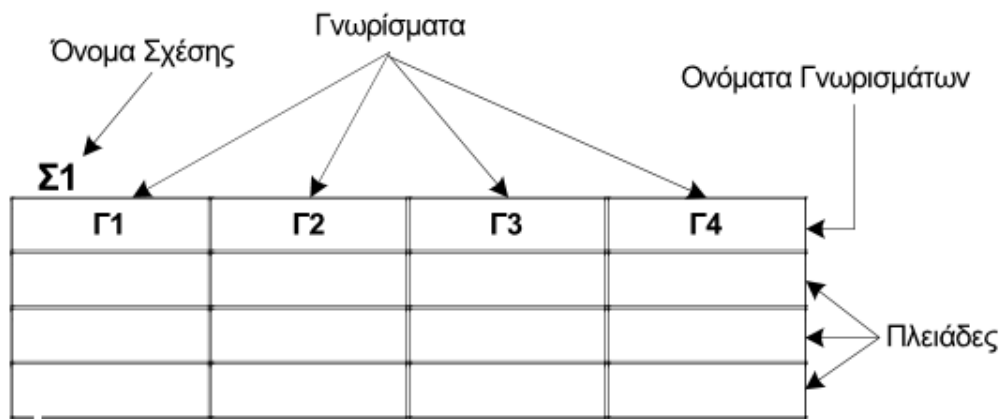 Γνωρίσματα
Όνομα Σχέσης
Ονόματα Γνωρισμάτων
Σ1
Γ1 Γ2 Γ3 Γ4
Πλειάδες